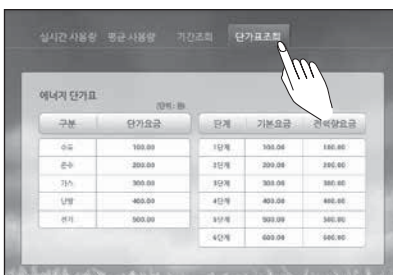 실시간 사용량 평균 사용량 기간조회 단가표조회
에너지 단가표
(단위 : 원)
구분 단가요금
수도 100.00
온수 200.00
가스 300.00
난방 400.00
전기 500.00
단계 기본요금 전력량요금
1단계 100.00 100.00
2단계 200.00 200.00
3단계 300.00 300.00
4단계 400.00 400.00
5단계 500.00 500.00
6단계 600.00 600.00